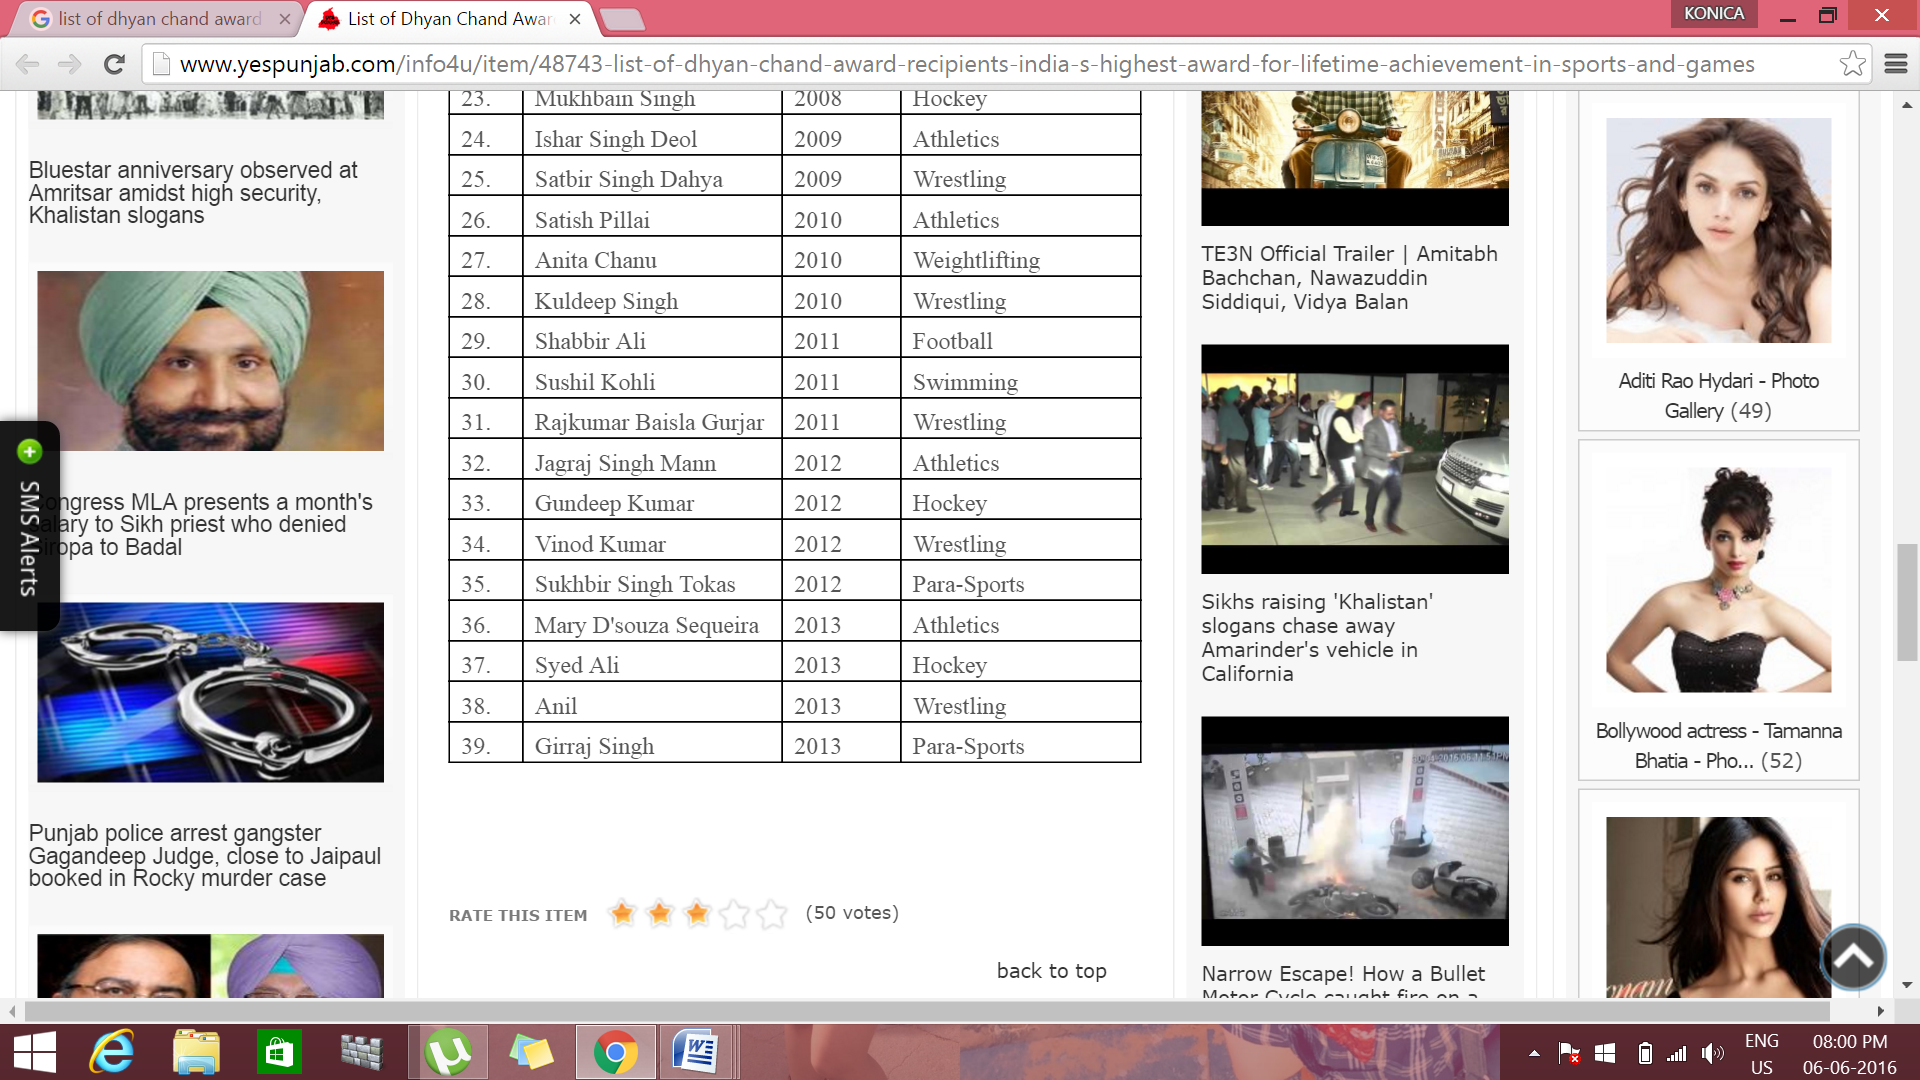 list of dhyan chand award
List of Dhyan Chand Awar
KONICA
www.yespunjab.com/info4u/item/48743-list-of-dhyan-chand-award-recipients-india-s-highest-award-for-lifetime-achievement-in-sports-and-games
Bluestar anniversary observed at
Amritsar amidst high security,
Khalistan slogans
Congress MLA presents a month's
salary to Sikh priest who denied
Siropa to Badal
Punjab police arrest gangster
Gagandeep Judge, close to Jaipaul
booked in Rocky murder case
SMS Alerts
23. Mukhbain Singh 2008 Hockey
24. Ishar Singh Deol 2009 Athletics
25. Satbir Singh Dahya 2009 Wrestling
26. Satish Pillai 2010 Athletics
27. Anita Chanu 2010 Weightlifting
28. Kuldeep Singh 2010 Wrestling
29. Shabbir Ali 2011 Football
30. Sushil Kohli 2011 Swimming
31. Rajkumar Baisla Gurjar 2011 Wrestling
32. Jagraj Singh Mann 2012 Athletics
33. Gundeep Kumar 2012 Hockey
34. Vinod Kumar 2012 Wrestling
35. Sukhbir Singh Tokas 2012 Para-Sports
36. Mary D'souza Sequeira 2013 Athletics
37. Syed Ali 2013 Hockey
38. Anil 2013 Wrestling
39. Girraj Singh 2013 Para-Sports
RATE THIS ITEM (50 votes)
back to top
TE3N Official Trailer | Amitabh
Bachchan, Nawazuddin
Siddiqui, Vidya Balan
Sikhs raising 'Khalistan'
slogans chase away
Amarinder's vehicle in
California
Narrow Escape! How a Bullet
Motor Cycle caught fire on a
Aditi Rao Hydari - Photo
Gallery (49)
Bollywood actress - Tamanna
Bhatia - Pho... (52)
ENG
US
08:00 PM
06-06-2016